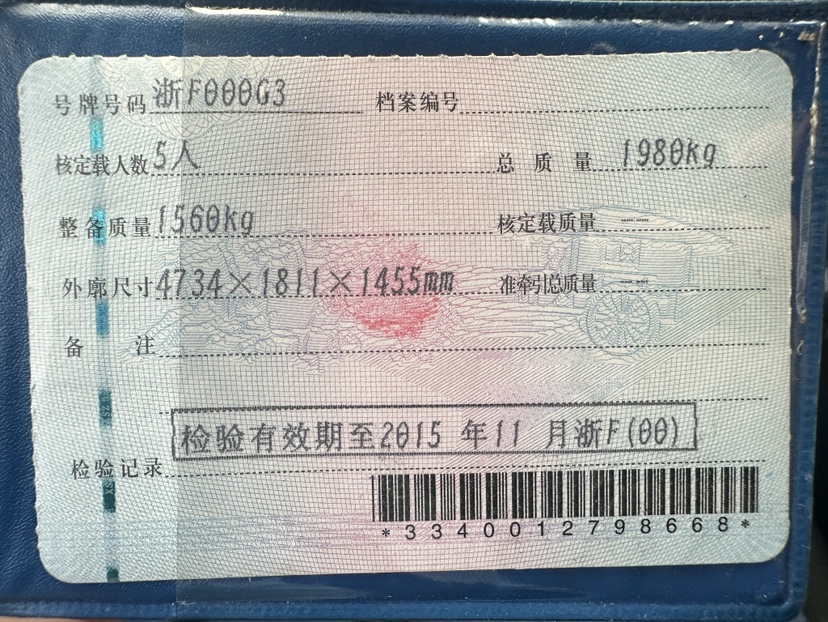 号牌号码 浙F000G3 档案编号
核定载人数 5人 总质量 1980kg
整备质量 1560kg 核定载质量 ----
外廓尺寸 4734×1811×1455mm 准牵引总质量 ----
备注
检验有效期至2015 年11 月浙F(00)
检验记录
*3340012798668*